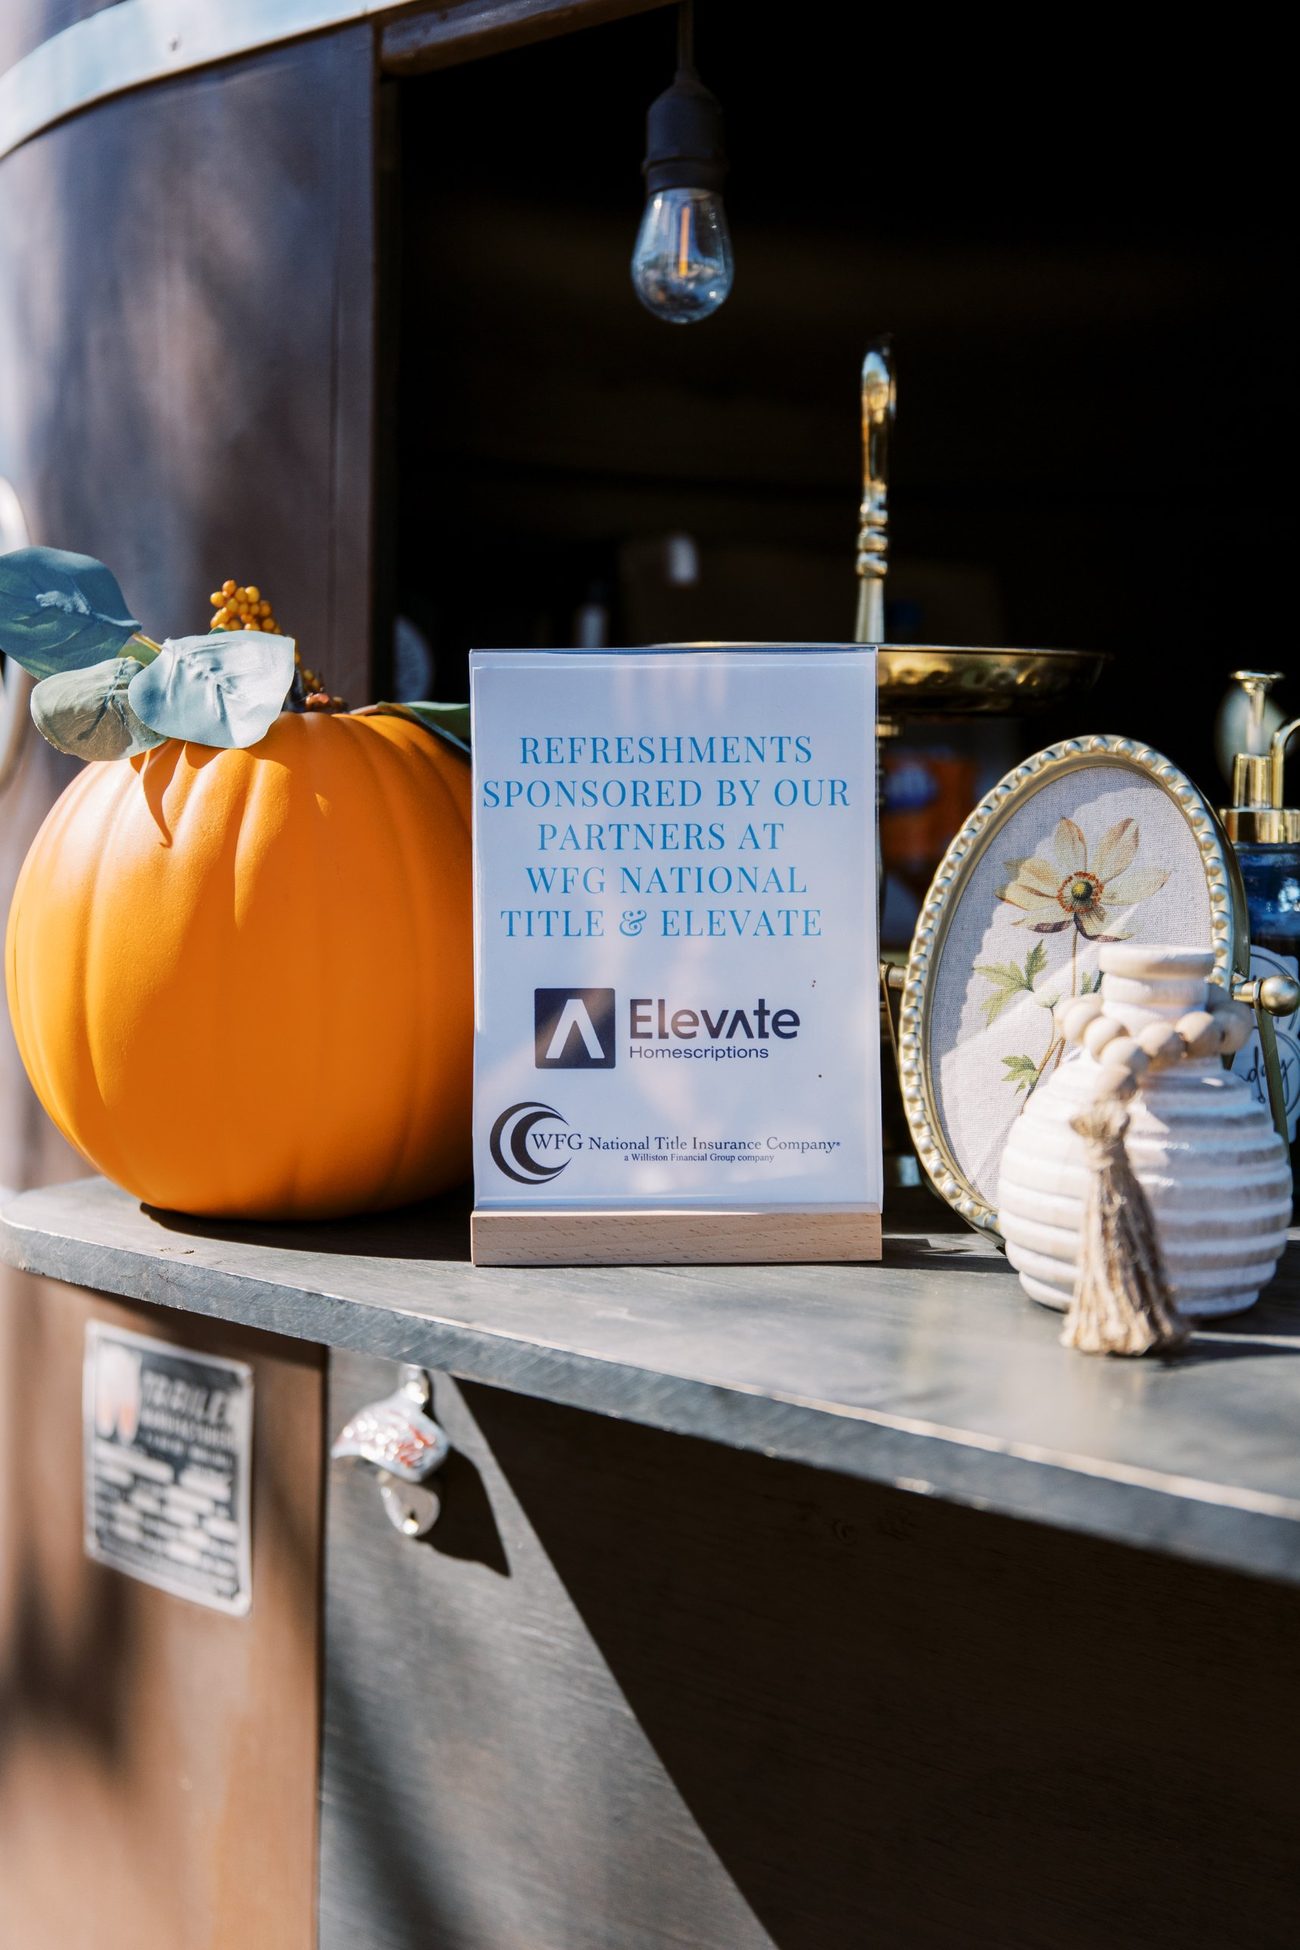 REFRESHMENTS
SPONSORED BY OUR
PARTNERS AT
WFG NATIONAL
TITLE & ELEVATE
Elevate
Homescriptions
WFG National Title Insurance Company®
a Williston Financial Group company